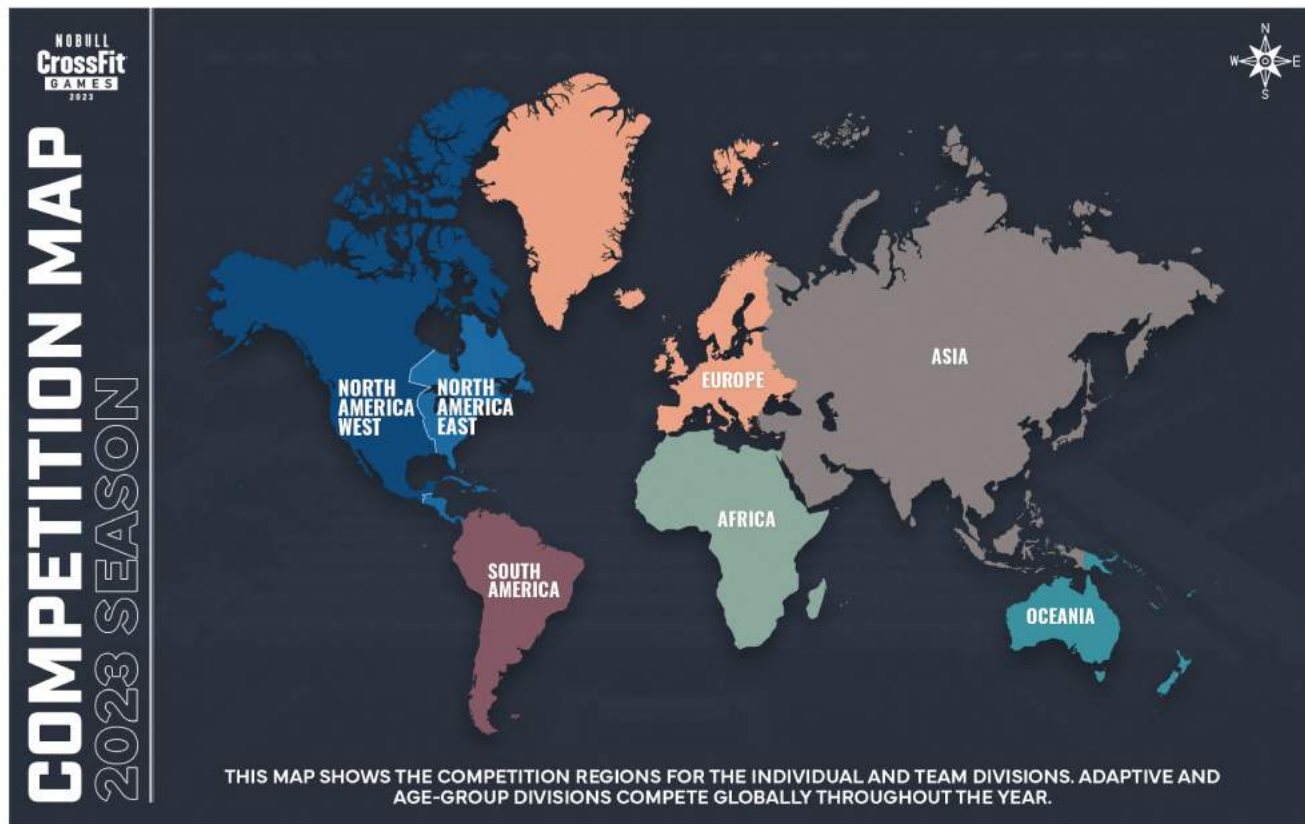 NOBULL
CrossFit
GAMES
2023
COMPETITION MAP
2023 SEASON
N
W
E
S
NORTH
AMERICA
WEST
NORTH
AMERICA
EAST
EUROPE
ASIA
AFRICA
SOUTH
AMERICA
OCEANIA
THIS MAP SHOWS THE COMPETITION REGIONS FOR THE INDIVIDUAL AND TEAM DIVISIONS. ADAPTIVE AND
AGE-GROUP DIVISIONS COMPETE GLOBALLY THROUGHOUT THE YEAR.